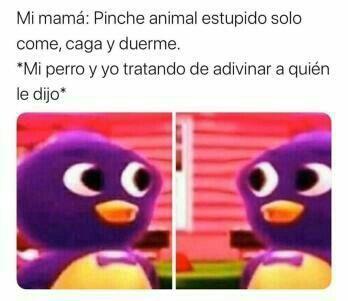 Mi mamá: Pinche animal estupido solo
come, caga y duerme.
*Mi perro y yo tratando de adivinar a quién
le dijo*